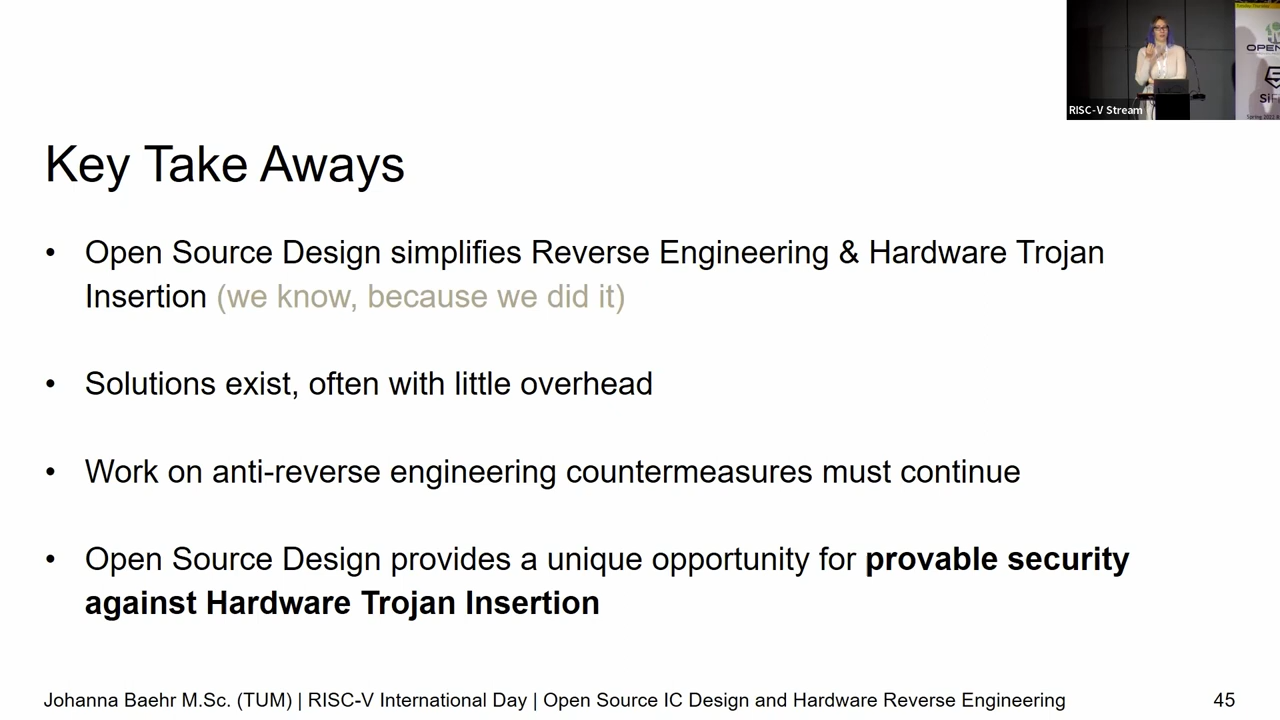 RISC-V Stream
Key Take Aways
• Open Source Design simplifies Reverse Engineering & Hardware Trojan
Insertion (we know, because we did it)
• Solutions exist, often with little overhead
• Work on anti-reverse engineering countermeasures must continue
• Open Source Design provides a unique opportunity for provable security
against Hardware Trojan Insertion
Johanna Baehr M.Sc. (TUM) | RISC-V International Day | Open Source IC Design and Hardware Reverse Engineering
45